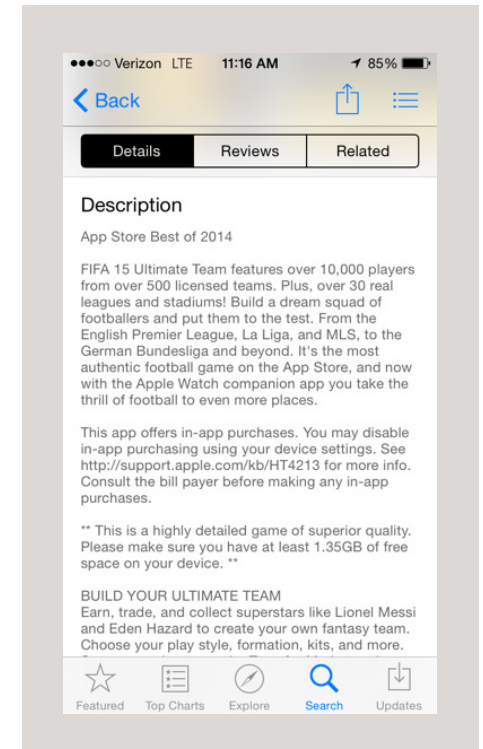 Verizon LTE 11:16 AM 85%
Back
Details Reviews Related
Description
App Store Best of 2014
FIFA 15 Ultimate Team features over 10,000 players
from over 500 licensed teams. Plus, over 30 real
leagues and stadiums! Build a dream squad of
footballers and put them to the test. From the
English Premier League, La Liga, and MLS, to the
German Bundesliga and beyond. It's the most
authentic football game on the App Store, and now
with the Apple Watch companion app you take the
thrill of football to even more places.
This app offers in-app purchases. You may disable
in-app purchasing using your device settings. See
http://support.apple.com/kb/HT4213 for more info.
Consult the bill payer before making any in-app
purchases.
** This is a highly detailed game of superior quality.
Please make sure you have at least 1.35GB of free
space on your device. **
BUILD YOUR ULTIMATE TEAM
Earn, trade, and collect superstars like Lionel Messi
and Eden Hazard to create your own fantasy team.
Choose your play style, formation, kits, and more.
Featured Top Charts Explore Search Updates